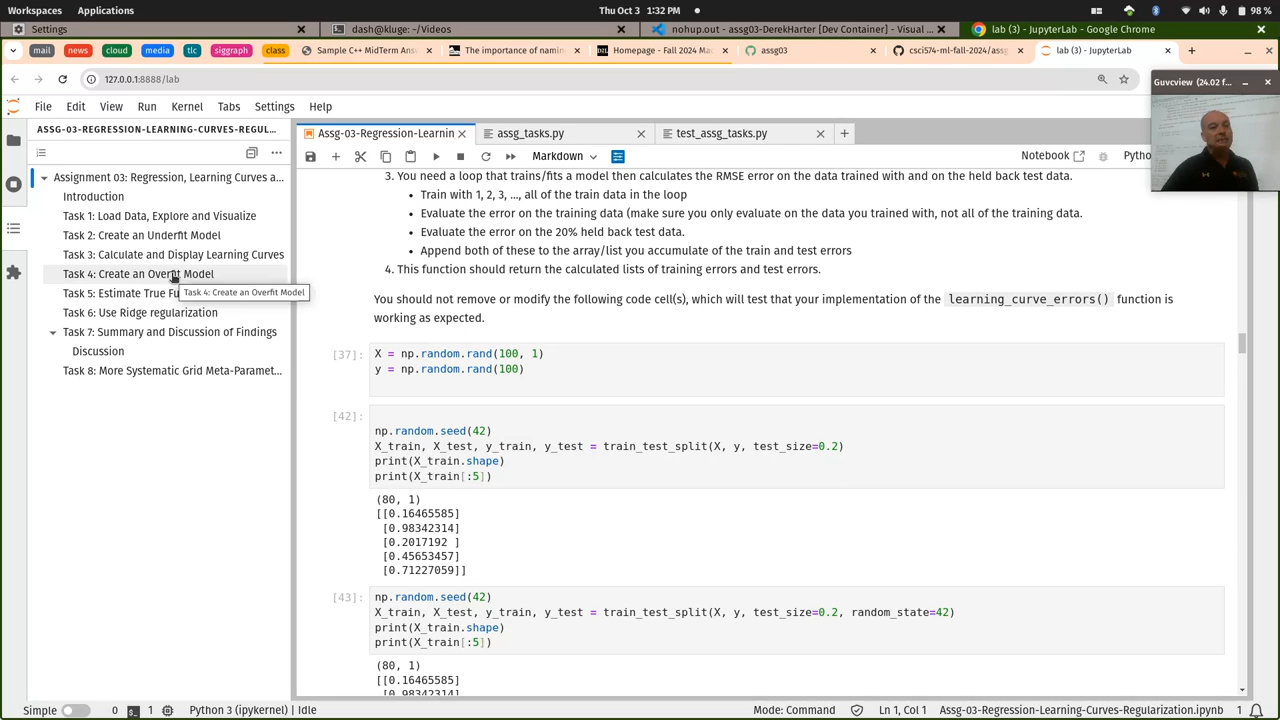 Workspaces Applications Thu Oct 3 1:32 PM 98 %
Settings dash@kluge: ~/Videos nohup.out - assg03-DerekHarter [Dev Container] — Visual ... lab (3) - JupyterLab - Google Chrome
mail news cloud media tlc siggraph class Sample C++ MidTerm Ans The importance of namin Homepage - Fall 2024 Mac assg03 csci574-ml-fall-2024/assg lab (3) - JupyterLab
127.0.0.1:8888/lab
Guvcview (24.02 f...
File Edit View Run Kernel Tabs Settings Help
ASSG-03-REGRESSION-LEARNING-CURVES-REGUL...
Assignment 03: Regression, Learning Curves a...
Introduction
Task 1: Load Data, Explore and Visualize
Task 2: Create an Underfit Model
Task 3: Calculate and Display Learning Curves
Task 4: Create an Overfit Model
Task 4: Create an Overfit Model
Task 5: Estimate True Fu
Task 6: Use Ridge regularization
Task 7: Summary and Discussion of Findings
Discussion
Task 8: More Systematic Grid Meta-Paramet...
Assg-03-Regression-Learnin assg_tasks.py test_assg_tasks.py
Markdown Notebook Pytho
3. You need a loop that trains/fits a model then calculates the RMSE error on the data trained with and on the held back test data.
• Train with 1, 2, 3, ..., all of the train data in the loop
• Evaluate the error on the training data (make sure you only evaluate on the data you trained with, not all of the training data.
• Evaluate the error on the 20% held back test data.
• Append both of these to the array/list you accumulate of the train and test errors
4. This function should return the calculated lists of training errors and test errors.
You should not remove or modify the following code cell(s), which will test that your implementation of the learning_curve_errors() function is
working as expected.
[37]: X = np.random.rand(100, 1)
y = np.random.rand(100)
[42]:
np.random.seed(42)
X_train, X_test, y_train, y_test = train_test_split(X, y, test_size=0.2)
print(X_train.shape)
print(X_train[:5])
(80, 1)
[[0.16465585]
[0.98342314]
[0.2017192 ]
[0.45653457]
[0.71227059]]
[43]: np.random.seed(42)
X_train, X_test, y_train, y_test = train_test_split(X, y, test_size=0.2, random_state=42)
print(X_train.shape)
print(X_train[:5])
(80, 1)
[[0.16465585]
[0.98342314]
Simple 0 1 Python 3 (ipykernel) | Idle Mode: Command Ln 1, Col 1 Assg-03-Regression-Learning-Curves-Regularization.ipynb 1